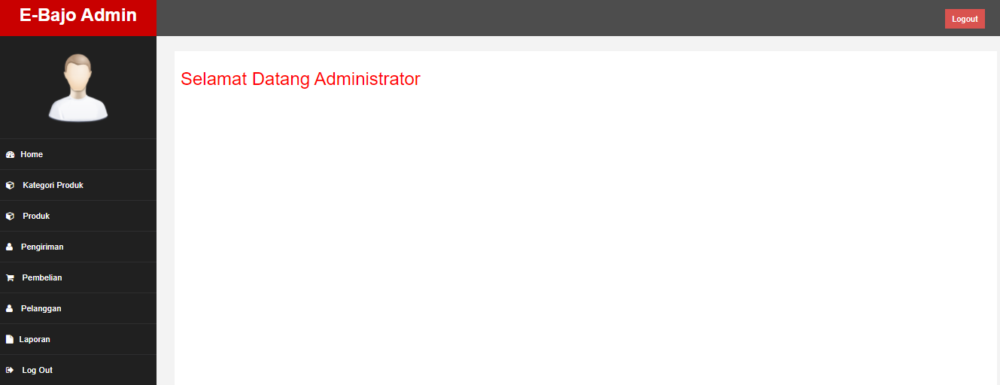 E-Bajo Admin
Logout
Selamat Datang Administrator
Home
Kategori Produk
Produk
Pengiriman
Pembelian
Pelanggan
Laporan
Log Out